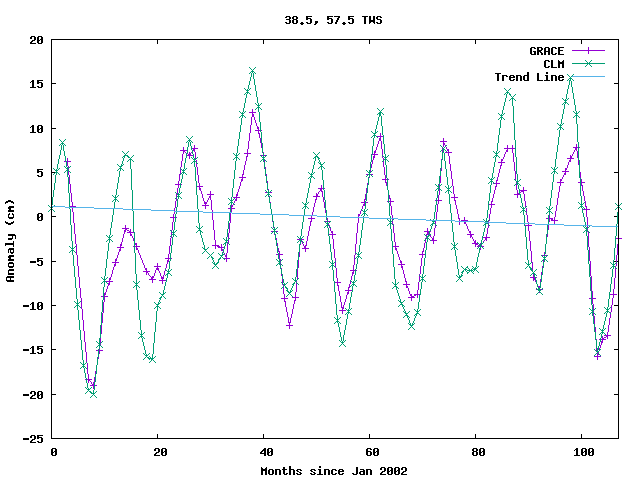 38.5, 57.5 TWS
GRACE
CLM
Trend Line
20
15
10
5
0
-5
-10
-15
-20
-25
Anomaly (cm)
0 20 40 60 80 100
Months since Jan 2002